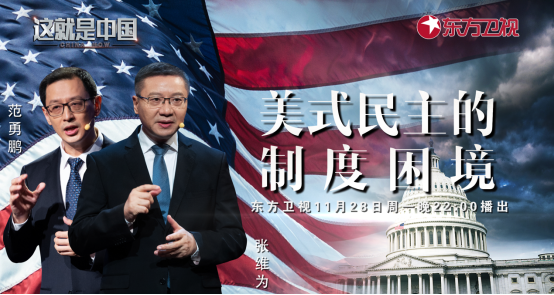 这就是中国
CHINA NOW
东方卫视
范勇鹏
美式民主的
制度困境
东方卫视11月28日周一晚22:00播出
张维为